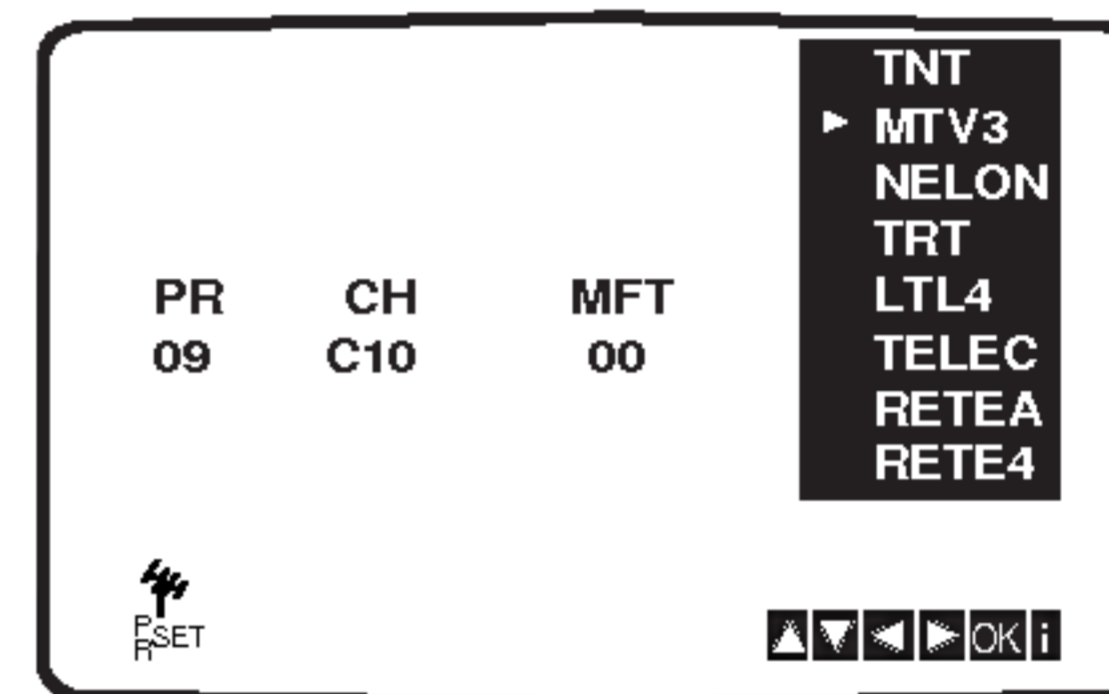 TNT
MTV3
NELON
TRT
LTL4
TELEC
RETEA
RETE4
PR CH MFT
09 C10 00
PR SET
OK i